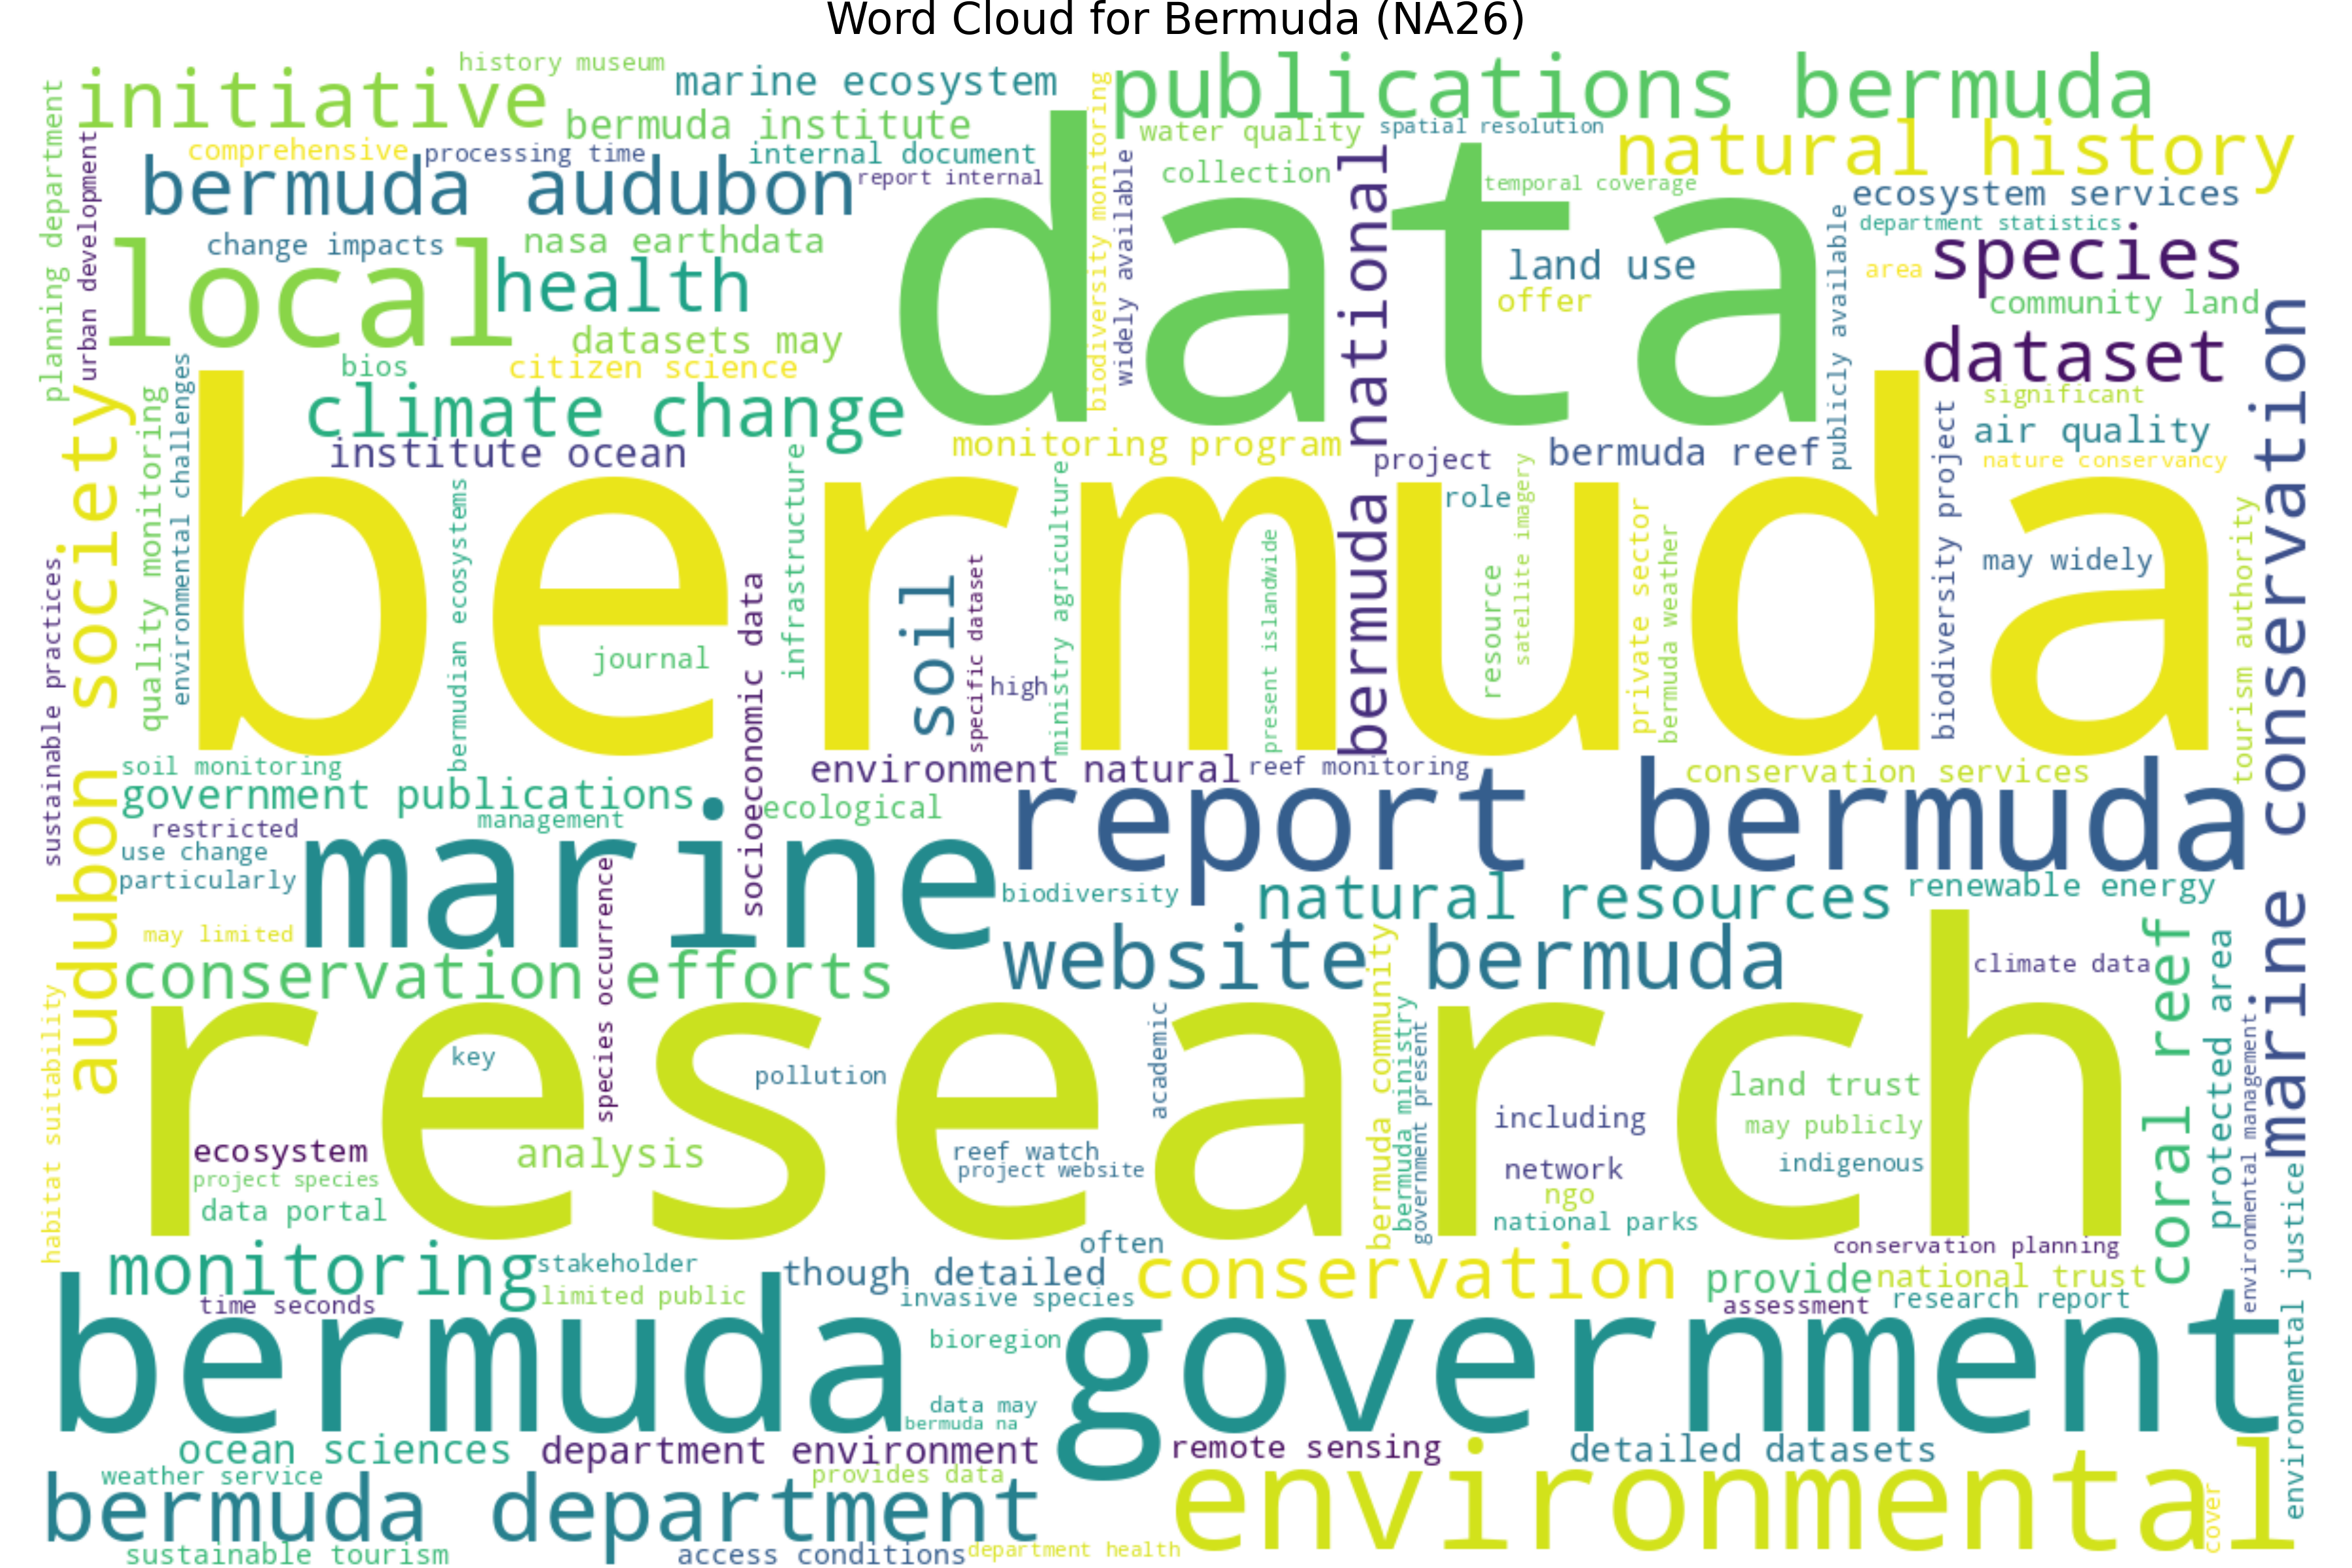 Word Cloud for Bermuda (NA26)
history museum
initiative
marine ecosystem
publications bermuda
bermuda institute
water quality
spatial resolution
natural history
comprehensive
processing time
internal document
bermuda audubon
report internal
collection
temporal coverage
ecosystem services
department statistics
planning department
urban development
biodiversity monitoring
widely available
bermuda national
publicly available
data
local
change impacts
nasa earthdata
health
land use
offer
area
species
community land
datasets may
dataset
bios
citizen science
climate change
significant
institute ocean
monitoring program
project
bermuda reef
air quality
nature conservancy
role
bermuda
audubon society
quality monitoring
environmental challenges
bermudian ecosystems
infrastructure
ministry agriculture
satellite imagery
resource
private sector
bermuda weather
biodiversity project
may widely
tourism authority
marine conservation
sustainable practices
journal
socioeconomic data
soil
specific dataset
high
present islandwide
soil monitoring
environment natural
reef monitoring
conservation services
government publications
ecological
management
restricted
report bermuda
use change
particularly
marine
biodiversity
natural resources
renewable energy
may limited
website bermuda
conservation efforts
climate data
species occurrence
academic
bermuda community
bermuda ministry
government present
coral reef
protected area
environmental management
environmental justice
habitat suitability
research
key
pollution
land trust
including
may publicly
ecosystem
analysis
reef watch
project website
network
indigenous
project species
ngo
data portal
national parks
often
conservation planning
monitoring
stakeholder
though detailed
conservation
provide
national trust
time seconds
limited public
invasive species
assessment
research report
bermuda government
bioregion
data may
bermuda na
ocean sciences
department environment
remote sensing
detailed datasets
weather service
provides data
bermuda department
environmental
cover
sustainable tourism
access conditions
department health